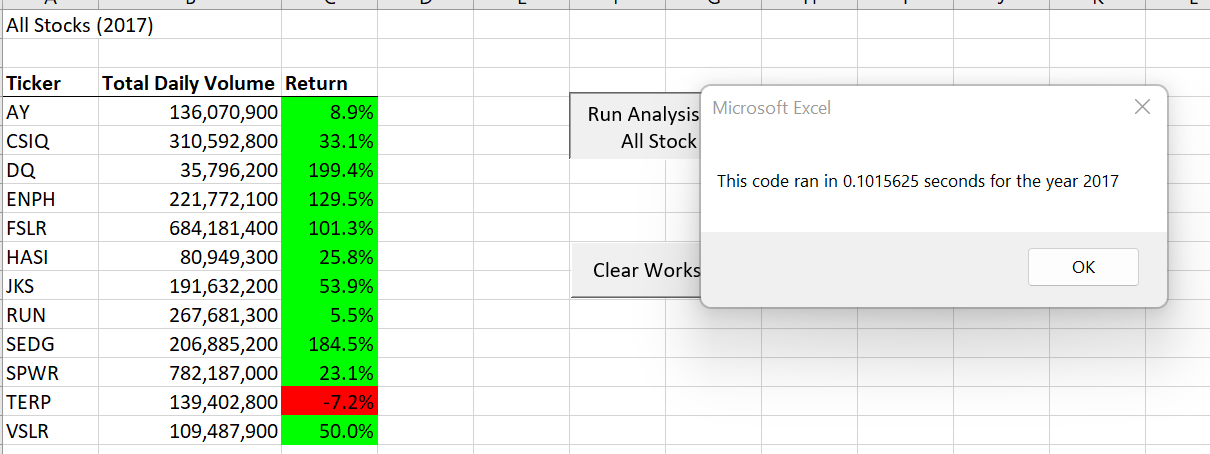 All Stocks (2017)
Ticker Total Daily Volume Return
AY 136,070,900 8.9%
CSIQ 310,592,800 33.1%
DQ 35,796,200 199.4%
ENPH 221,772,100 129.5%
FSLR 684,181,400 101.3%
HASI 80,949,300 25.8%
JKS 191,632,200 53.9%
RUN 267,681,300 5.5%
SEDG 206,885,200 184.5%
SPWR 782,187,000 23.1%
TERP 139,402,800 -7.2%
VSLR 109,487,900 50.0%
Run Analysis
All Stock
Clear Works
Microsoft Excel
This code ran in 0.1015625 seconds for the year 2017
OK